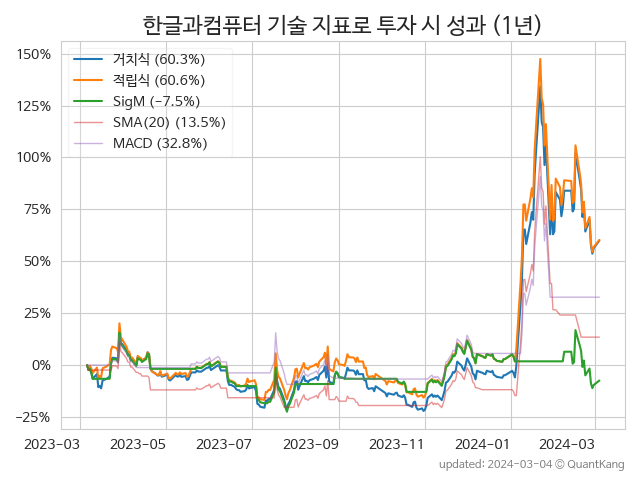 한글과컴퓨터 기술 지표로 투자 시 성과 (1년)
150%
125%
100%
75%
50%
25%
0%
−25%
거치식 (60.3%)
적립식 (60.6%)
SigM (−7.5%)
SMA(20) (13.5%)
MACD (32.8%)
2023-03
2023-05
2023-07
2023-09
2023-11
2024-01
2024-03
updated: 2024-03-04 © QuantKang